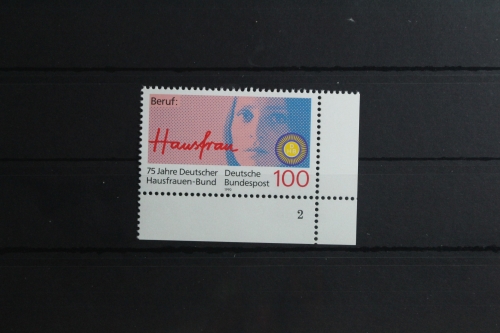 Beruf:
Hausfrau
75 Jahre Deutscher
Hausfrauen-Bund
Deutsche
Bundespost
100
2